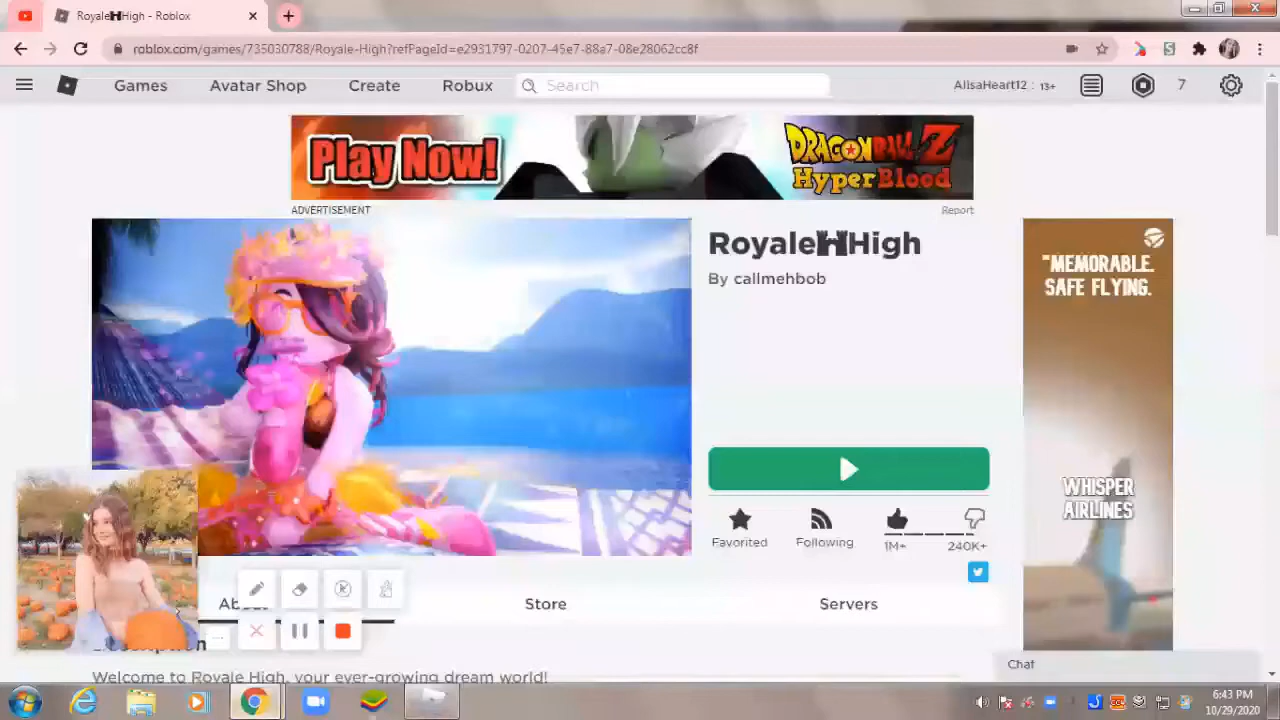 Royale High - Roblox
roblox.com/games/735030788/Royale-High?refPageId=e2931797-0207-45e7-88a7-08e28062cc8f
Games
Avatar Shop
Create
Robux
Search
AlisaHeart12 : 13+
7
Play Now!
DRAGON BALL Z
HyperBlood
ADVERTISEMENT
Report
Royale High
By callmehbob
"MEMORABLE.
SAFE FLYING.
WHISPER
AIRLINES
Favorited
Following
1M+
240K+
Store
Servers
Welcome to Royale High, your ever-growing dream world!
Chat
6:43 PM
10/29/2020